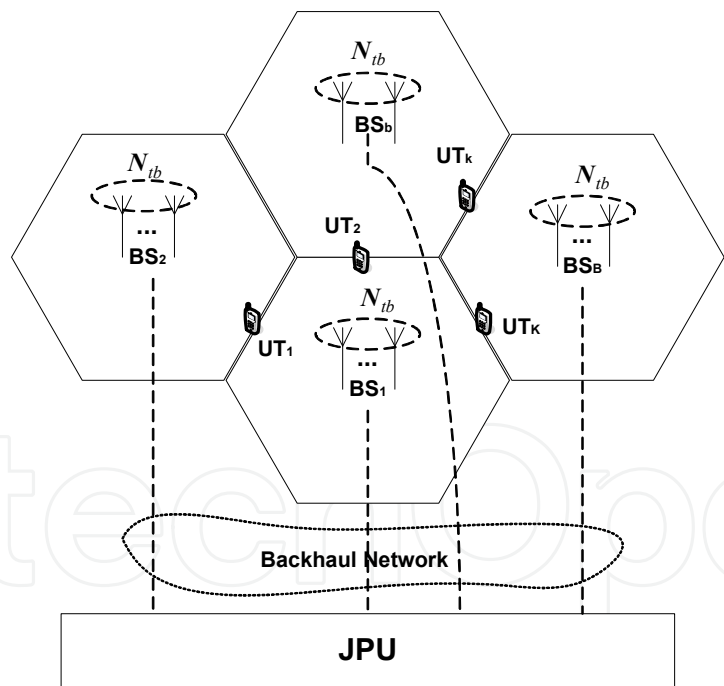 N_tb
BS_b
UT_k
N_tb
...
BS_2
N_tb
...
BS_B
UT_2
UT_1
N_tb
...
BS_1
UT_K
Backhaul Network
JPU